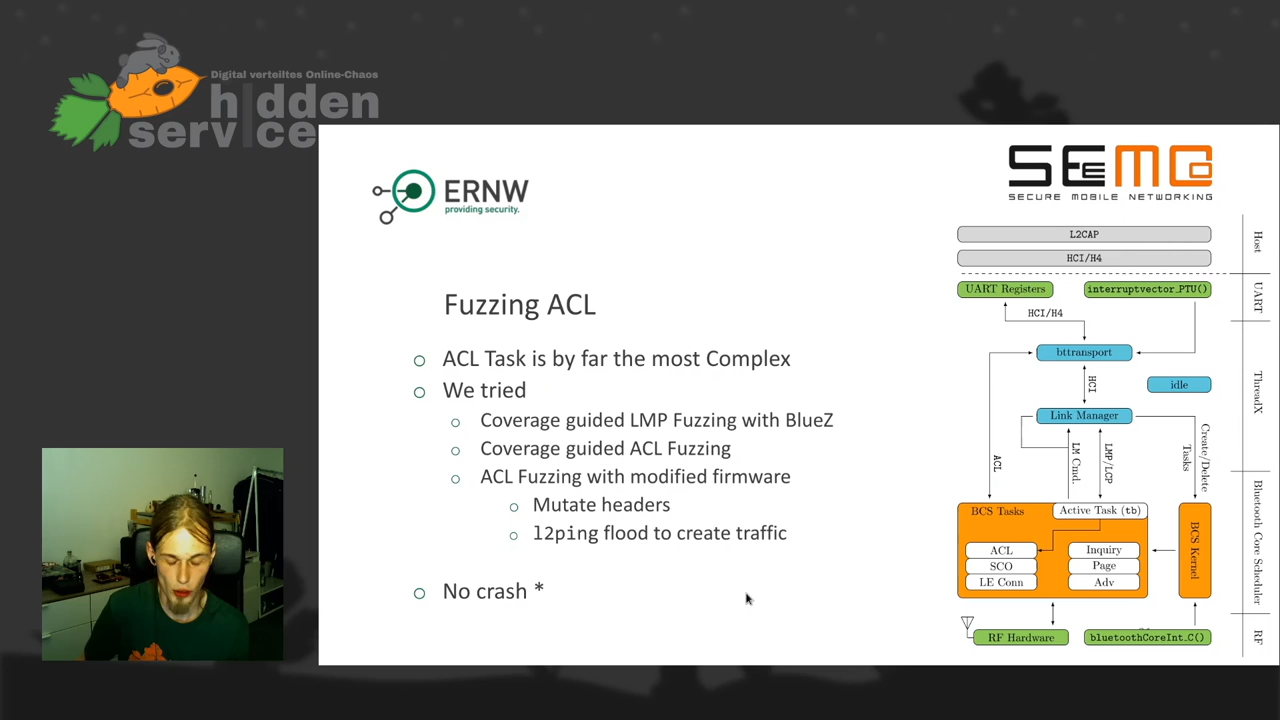 Digital verteiltes Online-Chaos
hidden
service
ERNW
providing security.
SEEMOO
SECURE MOBILE NETWORKING
Fuzzing ACL
ACL Task is by far the most Complex
We tried
Coverage guided LMP Fuzzing with BlueZ
Coverage guided ACL Fuzzing
ACL Fuzzing with modified firmware
Mutate headers
l2ping flood to create traffic
No crash *
L2CAP
HCI/H4
Host
UART Registers
interruptvector_PTU()
UART
HCI/H4
bttransport
HCI
idle
ThreadX
Link Manager
ACL
LM Cmd.
LMP/LCP
Create/Delete
Tasks
BCS Tasks
Active Task (tb)
ACL
SCO
LE Conn
Inquiry
Page
Adv
BCS Kernel
Bluetooth Core Scheduler
RF Hardware
bluetoothCoreInt_C()
RF